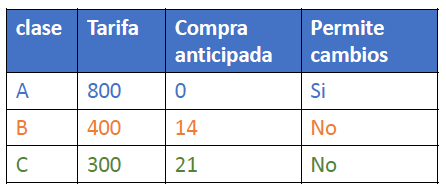 clase Tarifa Compra anticipada Permite cambios
A 800 0 Si
B 400 14 No
C 300 21 No